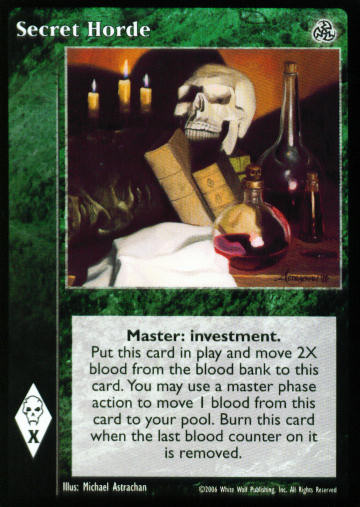 Secret Horde
Master: investment.
Put this card in play and move 2X
blood from the blood bank to this
card. You may use a master phase
action to move 1 blood from this
card to your pool. Burn this card
when the last blood counter on it
is removed.
X
Illus: Michael Astrachan
©2006 White Wolf Publishing, Inc. All Rights Reserved